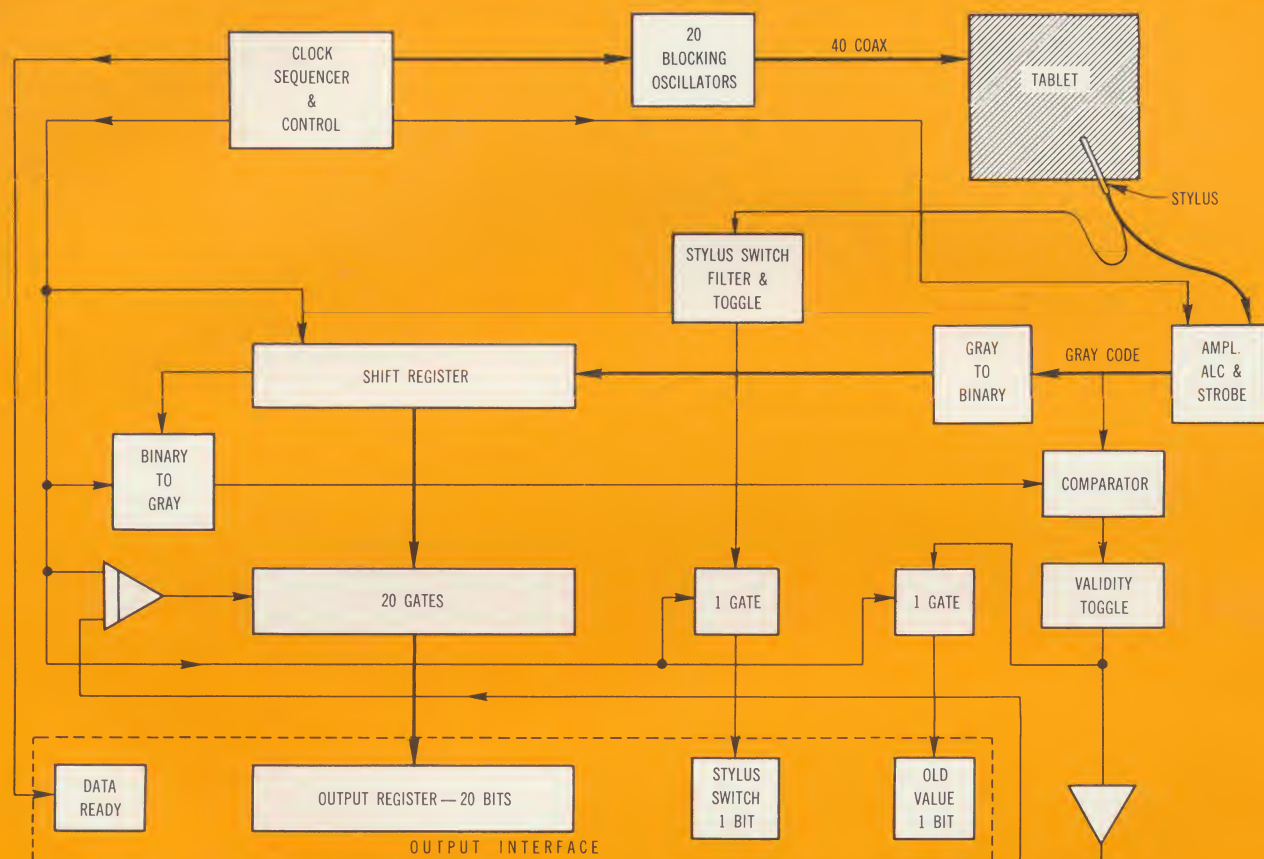 CLOCK
SEQUENCER
&
CONTROL
20
BLOCKING
OSCILLATORS
40 COAX
TABLET
STYLUS
STYLUS SWITCH
FILTER &
TOGGLE
SHIFT REGISTER
GRAY
TO
BINARY
GRAY CODE
AMPL.
ALC &
STROBE
BINARY
TO
GRAY
COMPARATOR
20 GATES
1 GATE
1 GATE
VALIDITY
TOGGLE
DATA
READY
OUTPUT REGISTER — 20 BITS
STYLUS
SWITCH
1 BIT
OLD
VALUE
1 BIT
OUTPUT INTERFACE